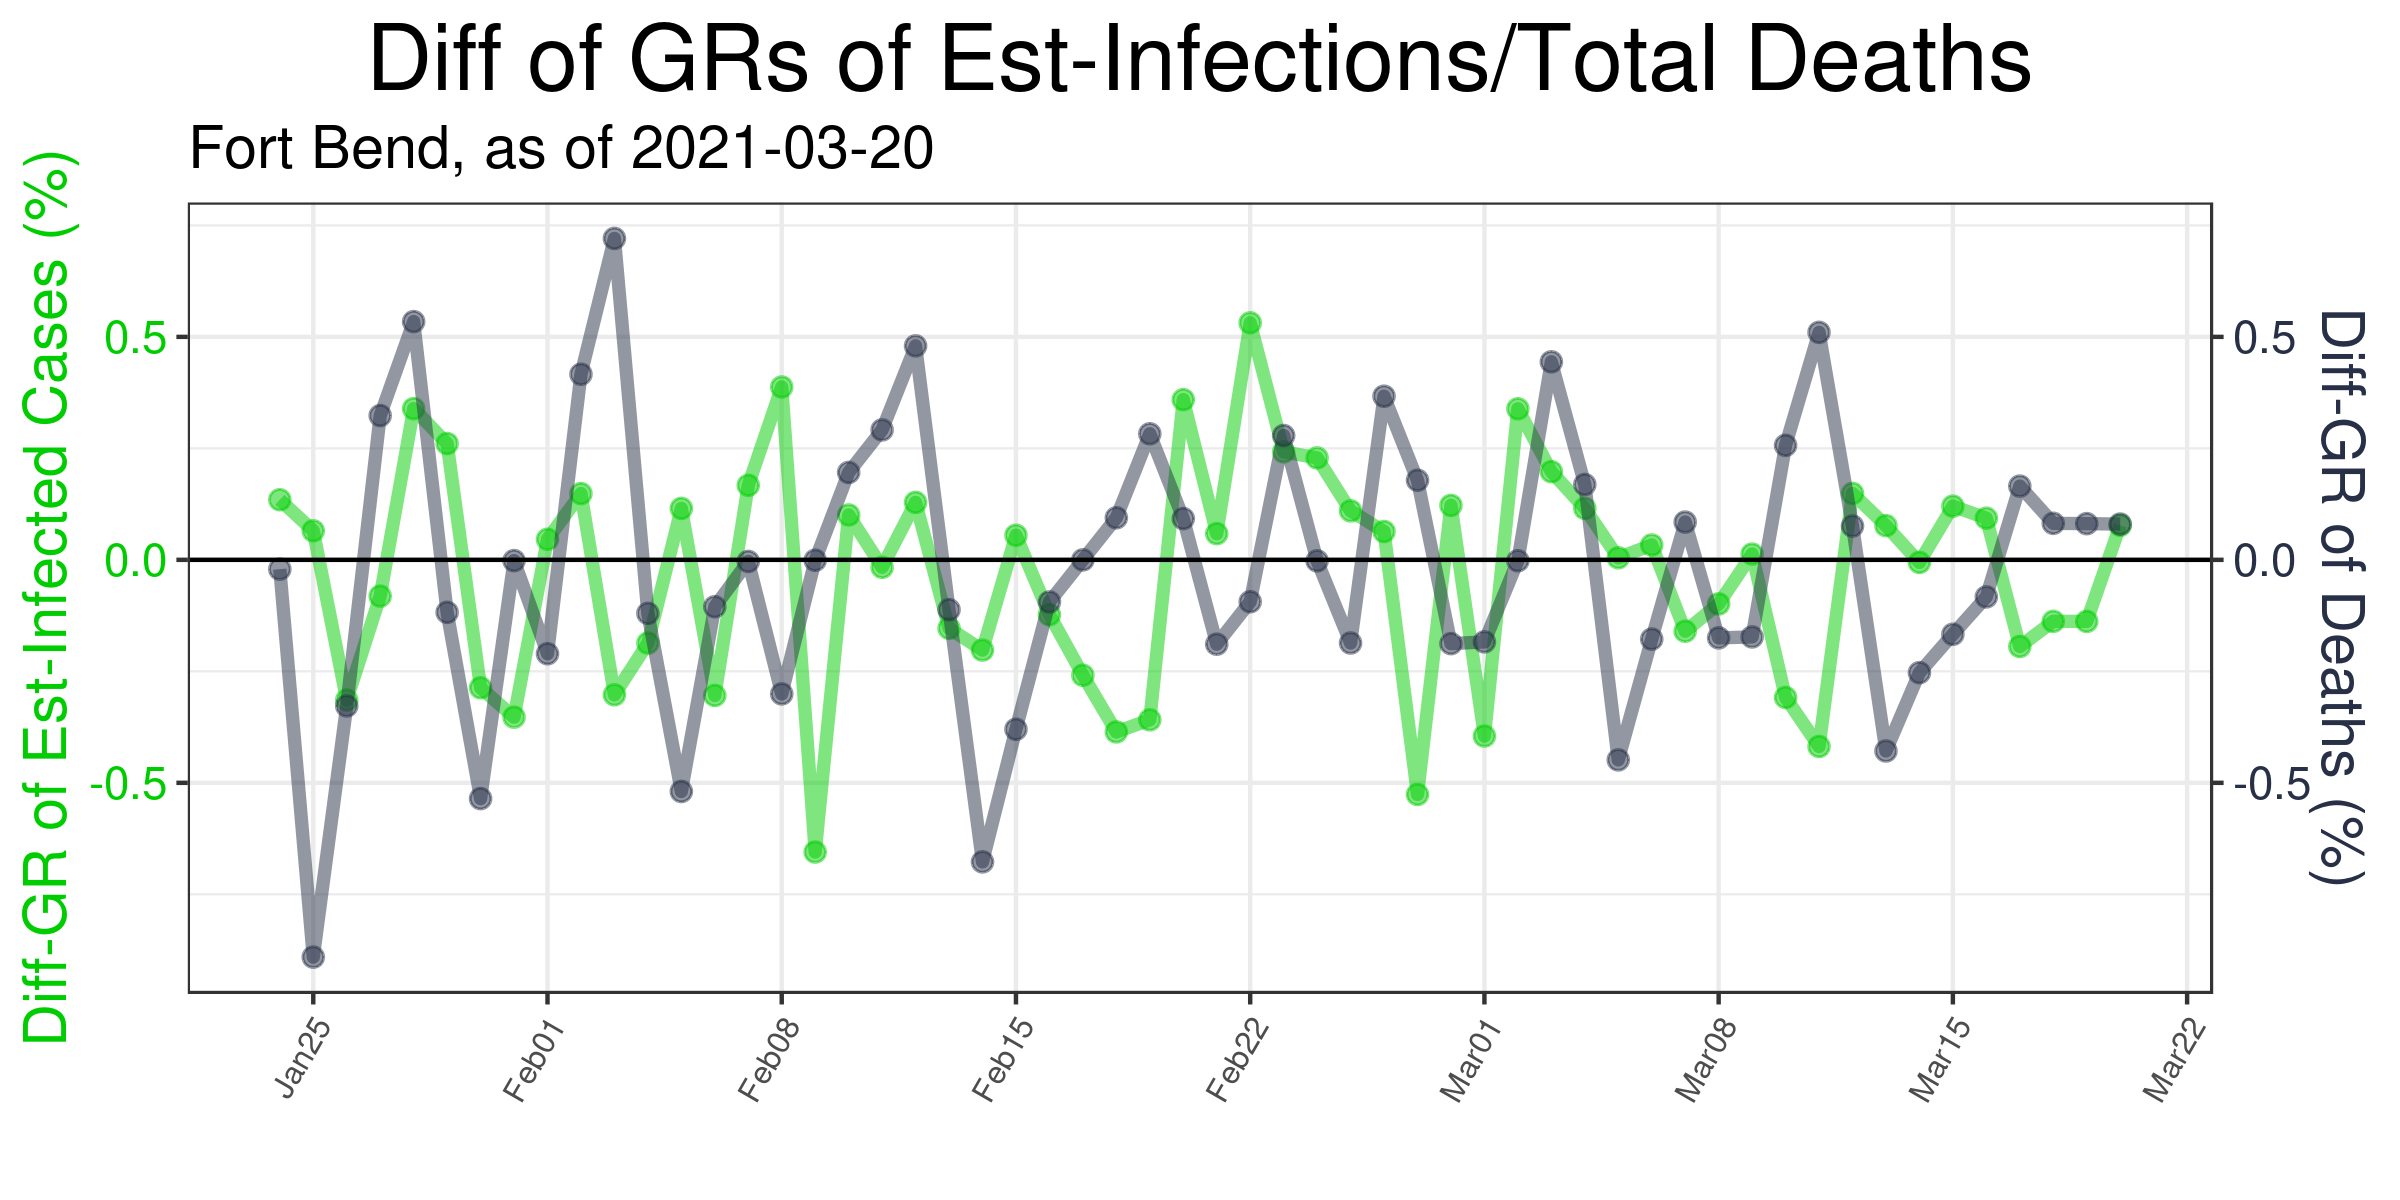 Diff of GRs of Est-Infections/Total Deaths
Fort Bend, as of 2021-03-20
Diff-GR of Est-Infected Cases (%)
0.5
0.0
-0.5
0.5
0.0
-0.5
Diff-GR of Deaths (%)
Jan25
Feb01
Feb08
Feb15
Feb22
Mar01
Mar08
Mar15
Mar22